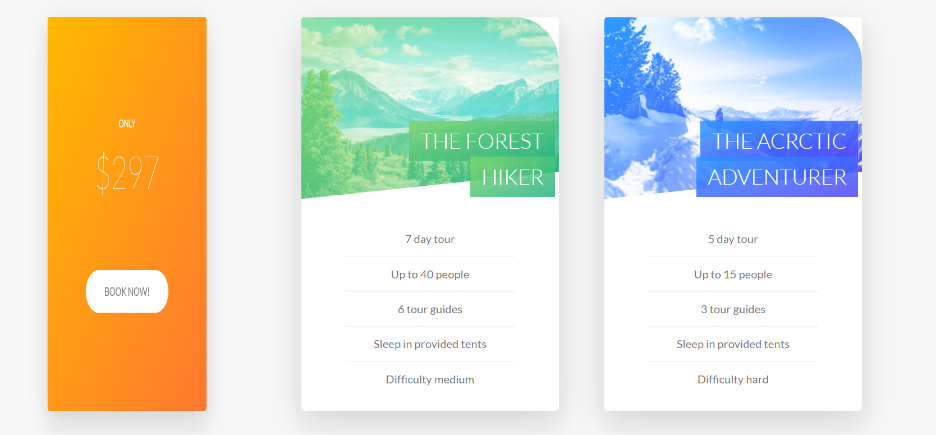 ONLY
$297
BOOK NOW!
THE FOREST
HIKER
7 day tour
Up to 40 people
6 tour guides
Sleep in provided tents
Difficulty medium
THE ACRCTIC
ADVENTURER
5 day tour
Up to 15 people
3 tour guides
Sleep in provided tents
Difficulty hard